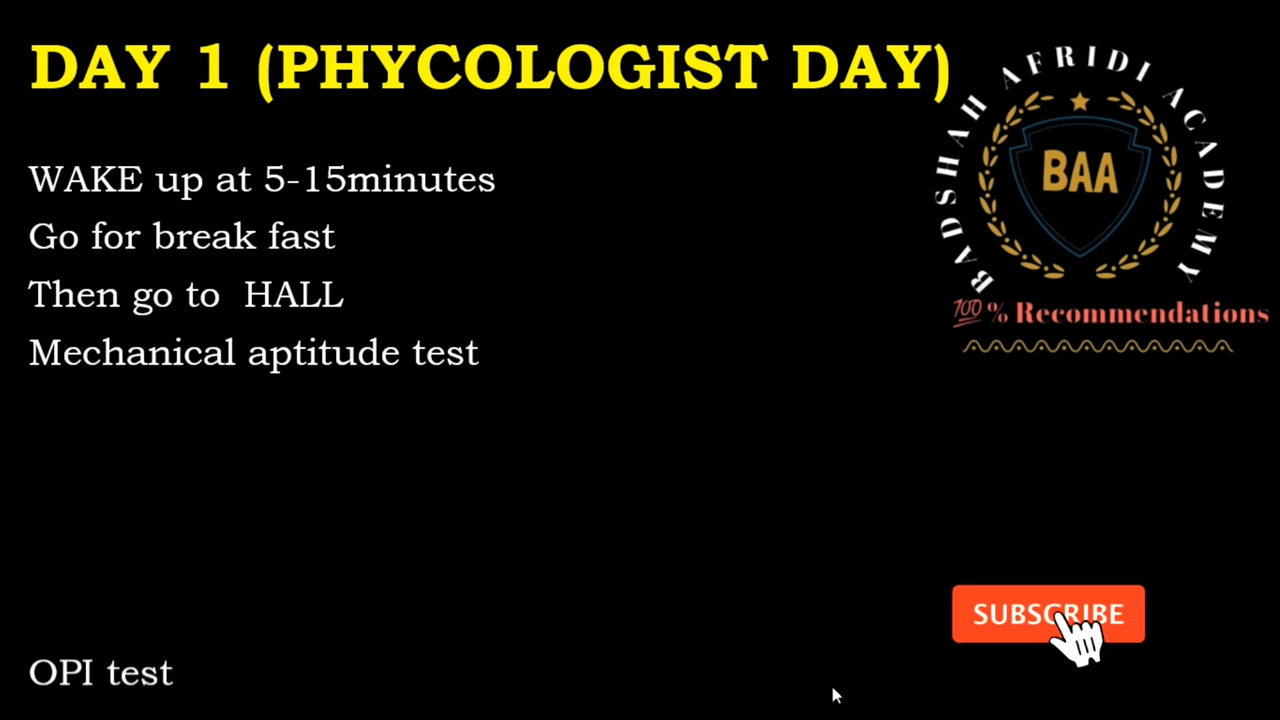 DAY 1 (PHYCOLOGIST DAY)
WAKE up at 5-15minutes
Go for break fast
Then go to HALL
Mechanical aptitude test
OPI test
BADSHAH AFRIDI ACADEMY
BAA
💯% Recommendations
SUBSCRIBE